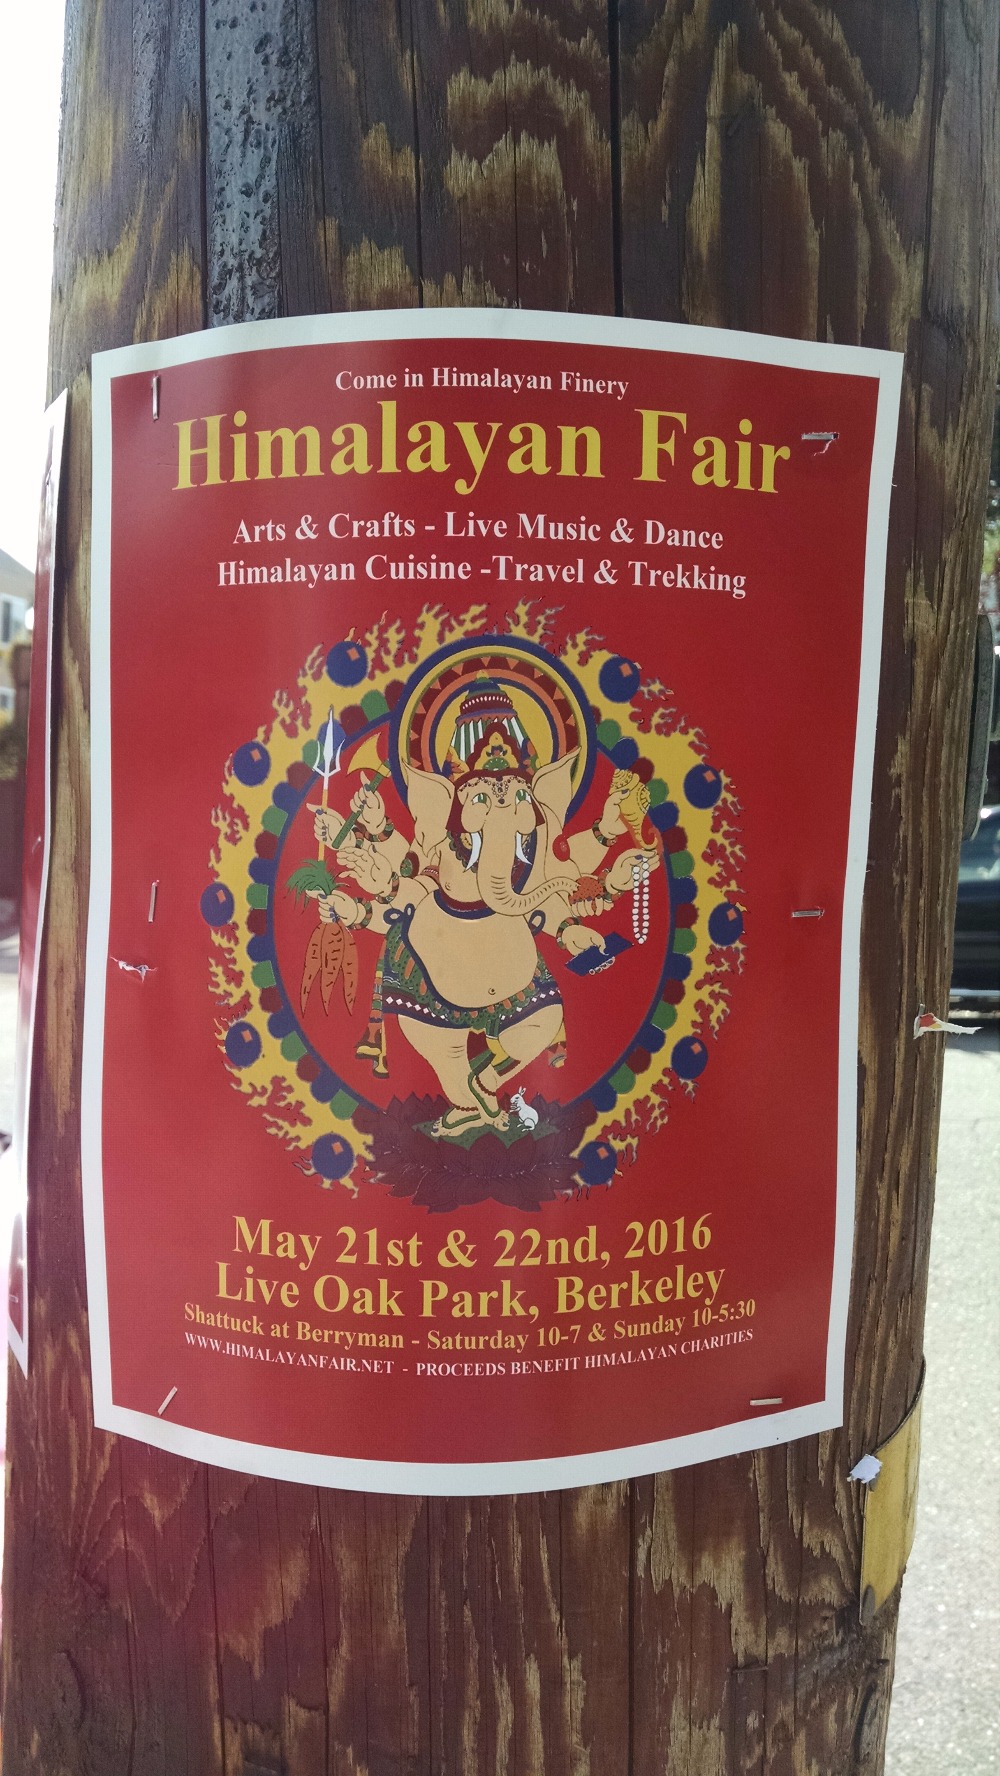 Come in Himalayan Finery
Himalayan Fair
Arts & Crafts - Live Music & Dance
Himalayan Cuisine -Travel & Trekking
May 21st & 22nd, 2016
Live Oak Park, Berkeley
Shattuck at Berryman - Saturday 10-7 & Sunday 10-5:30
WWW.HIMALAYANFAIR.NET - PROCEEDS BENEFIT HIMALAYAN CHARITIES